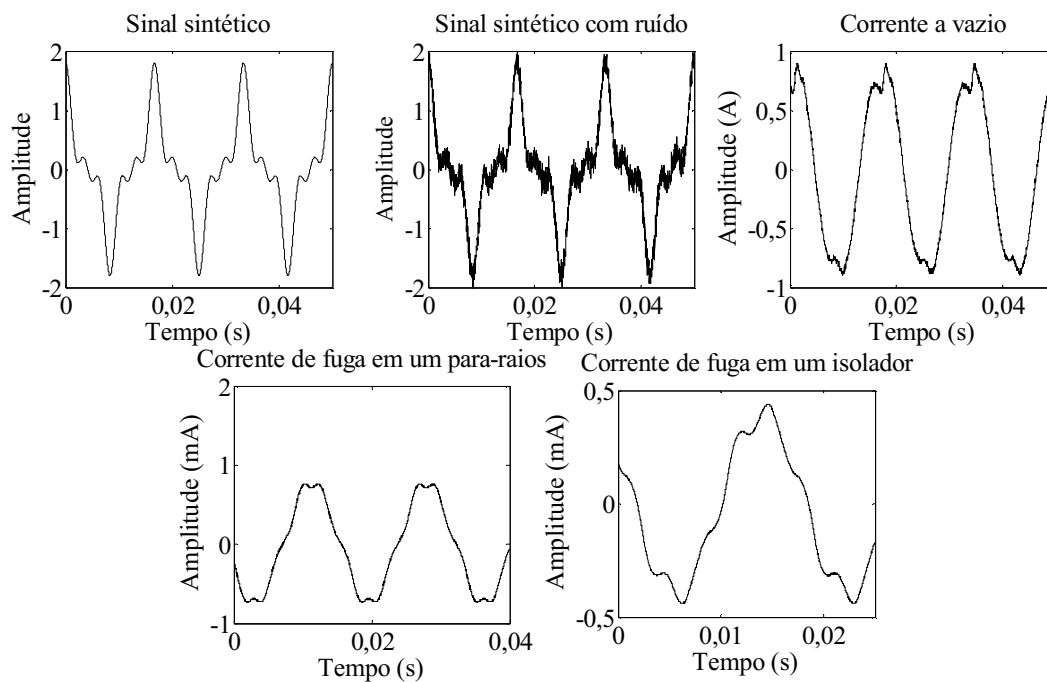 Sinal sintético
2
1
0
-1
-2
Amplitude
0
0,02
0,04
Tempo (s)
Sinal sintético com ruído
2
1
0
-1
-2
Amplitude
0
0,02
0,04
Tempo (s)
Corrente a vazio
1
0,5
0
-0,5
-1
Amplitude (A)
0
0,02
0,04
Tempo (s)
Corrente de fuga em um para-raios
2
1
0
-1
Amplitude (mA)
0
0,02
0,04
Tempo (s)
Corrente de fuga em um isolador
0,5
0
-0,5
Amplitude (mA)
0
0,01
0,02
Tempo (s)